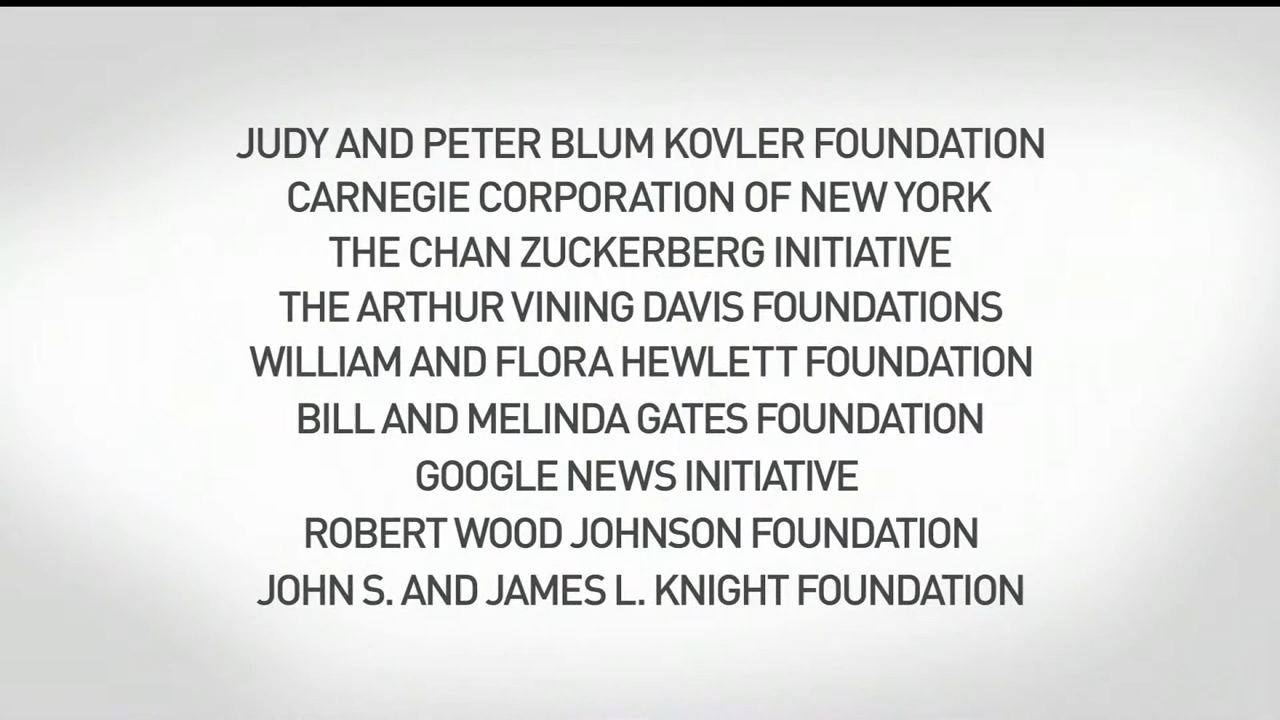 JUDY AND PETER BLUM KOVLER FOUNDATION
CARNEGIE CORPORATION OF NEW YORK
THE CHAN ZUCKERBERG INITIATIVE
THE ARTHUR VINING DAVIS FOUNDATIONS
WILLIAM AND FLORA HEWLETT FOUNDATION
BILL AND MELINDA GATES FOUNDATION
GOOGLE NEWS INITIATIVE
ROBERT WOOD JOHNSON FOUNDATION
JOHN S. AND JAMES L. KNIGHT FOUNDATION